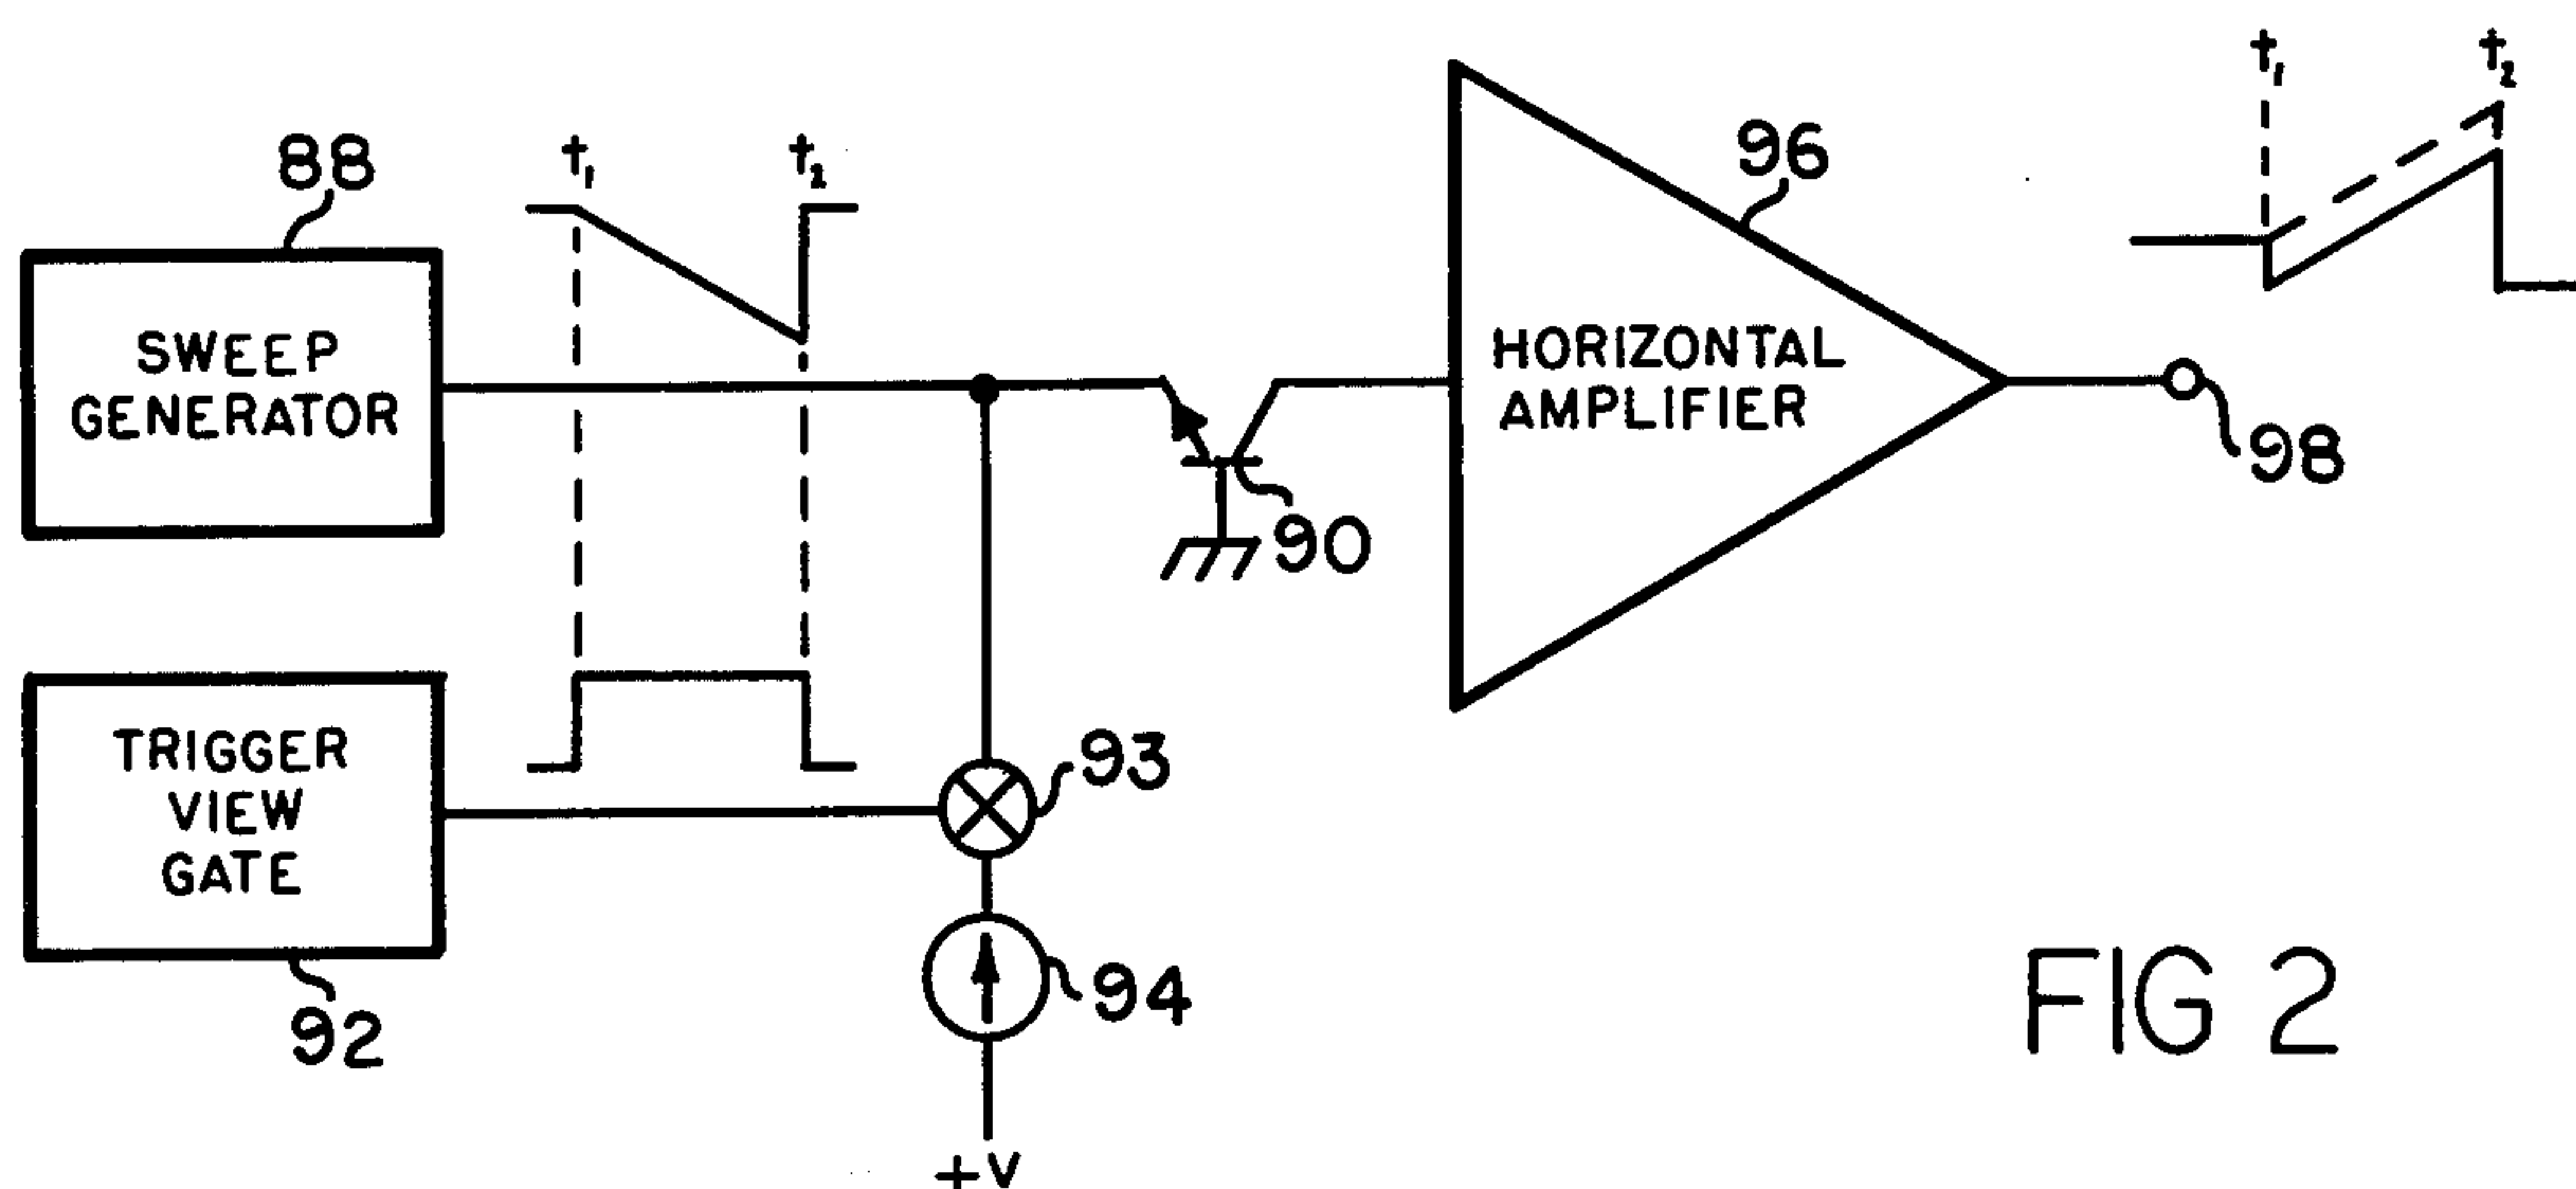 t₁ t₂
88
t₁ t₂
96
SWEEP
GENERATOR
HORIZONTAL
AMPLIFIER
98
90
TRIGGER
VIEW
GATE
93
94
92
+V
FIG 2